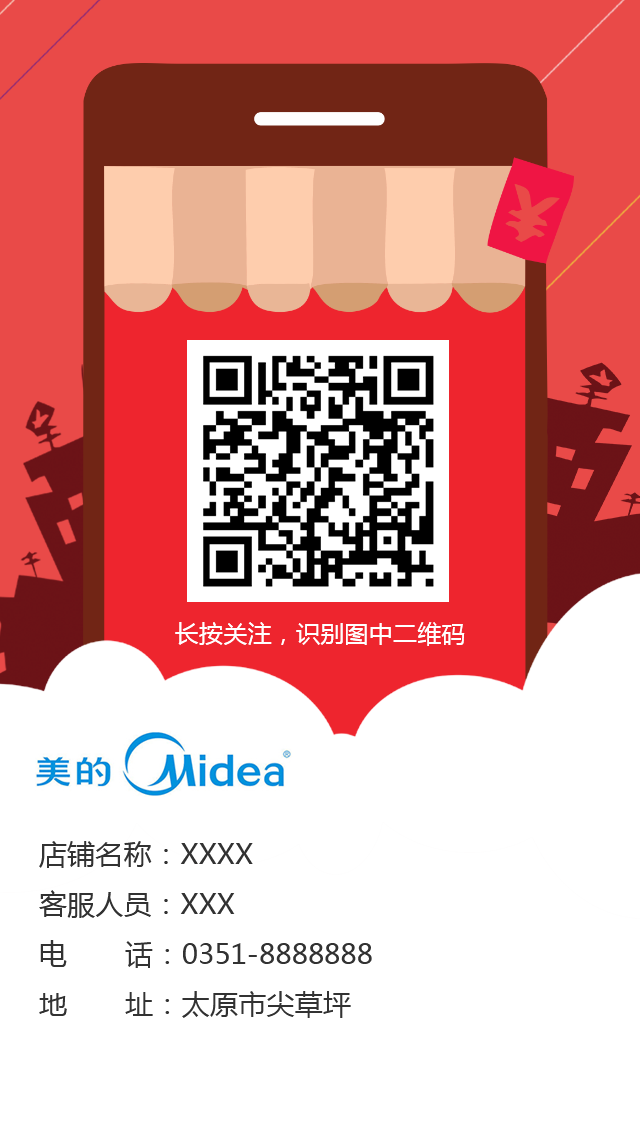 ¥
长按关注，识别图中二维码
美的 Midea®
店铺名称：XXXX
客服人员：XXX
电　　话：0351-8888888
地　　址：太原市尖草坪